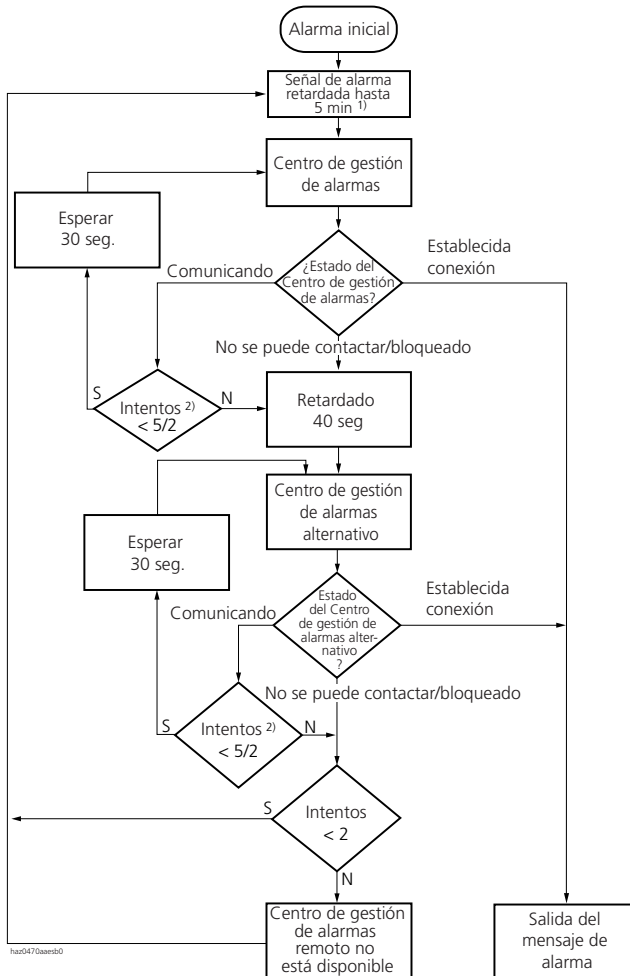 Alarma inicial
Señal de alarma
retardada hasta
5 min 1)
Centro de gestión
de alarmas
Esperar
30 seg.
Comunicando
¿Estado del
Centro de gestión
de alarmas?
Establecida
conexión
No se puede contactar/bloqueado
S
Intentos 2)
< 5/2
N
Retardado
40 seg
Centro de gestión
de alarmas
alternativo
Esperar
30 seg.
Comunicando
Estado
del Centro
de gestión de
alarmas alter-
nativo
?
Establecida
conexión
No se puede contactar/bloqueado
S
Intentos 2)
< 5/2
N
S
Intentos
< 2
N
Centro de gestión
de alarmas
remoto no
está disponible
Salida del
mensaje de
alarma
haz0470aaesb0